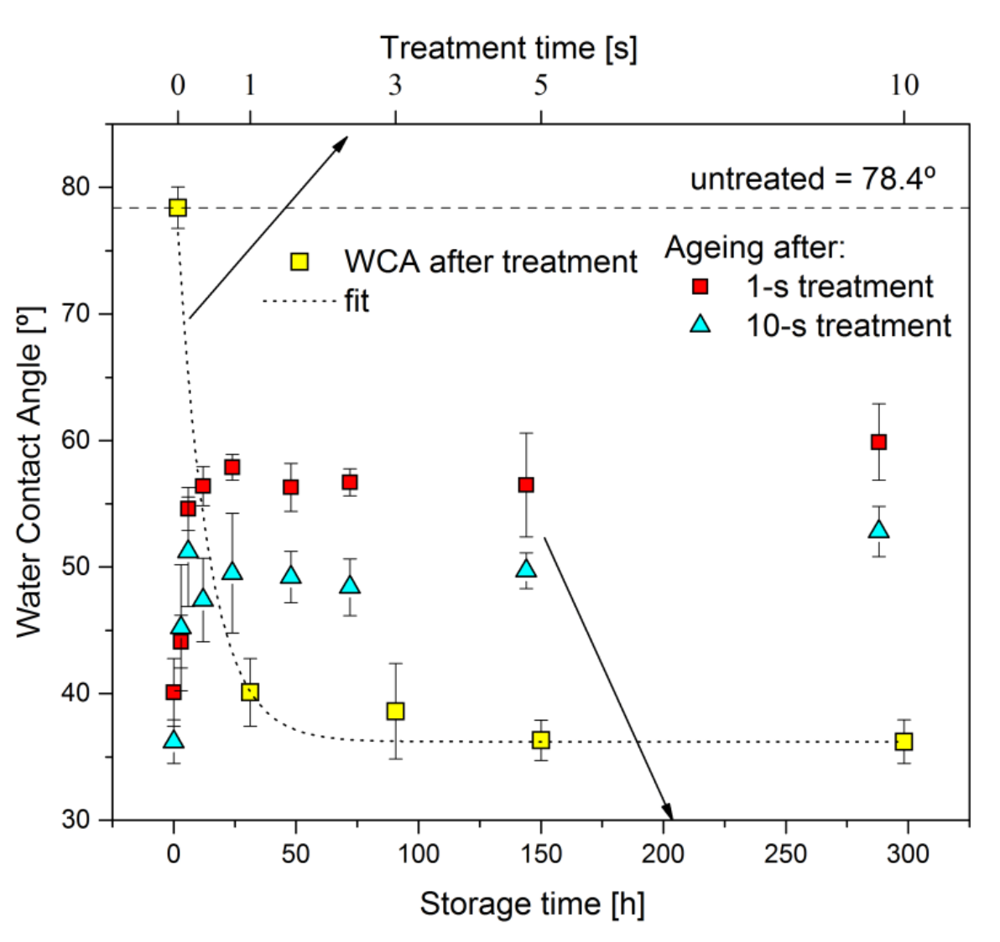 Treatment time [s]
0 1 3 5 10
untreated = 78.4º
Ageing after:
WCA after treatment
fit
1-s treatment
10-s treatment
Water Contact Angle [º]
80
70
60
50
40
30
0 50 100 150 200 250 300
Storage time [h]